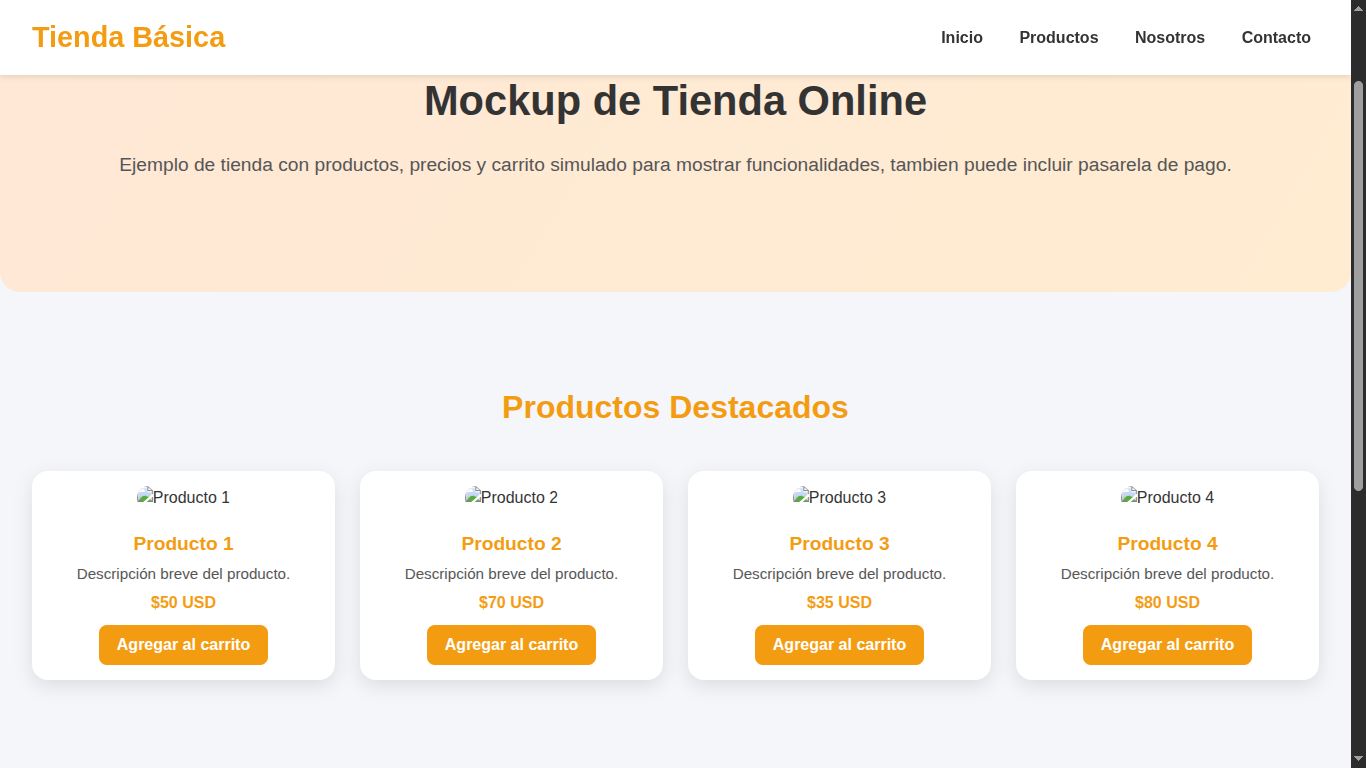 Tienda Básica
Inicio Productos Nosotros Contacto
Mockup de Tienda Online
Ejemplo de tienda con productos, precios y carrito simulado para mostrar funcionalidades, tambien puede incluir pasarela de pago.
Productos Destacados
Producto 1
Producto 1
Descripción breve del producto.
$50 USD
Agregar al carrito
Producto 2
Producto 2
Descripción breve del producto.
$70 USD
Agregar al carrito
Producto 3
Producto 3
Descripción breve del producto.
$35 USD
Agregar al carrito
Producto 4
Producto 4
Descripción breve del producto.
$80 USD
Agregar al carrito